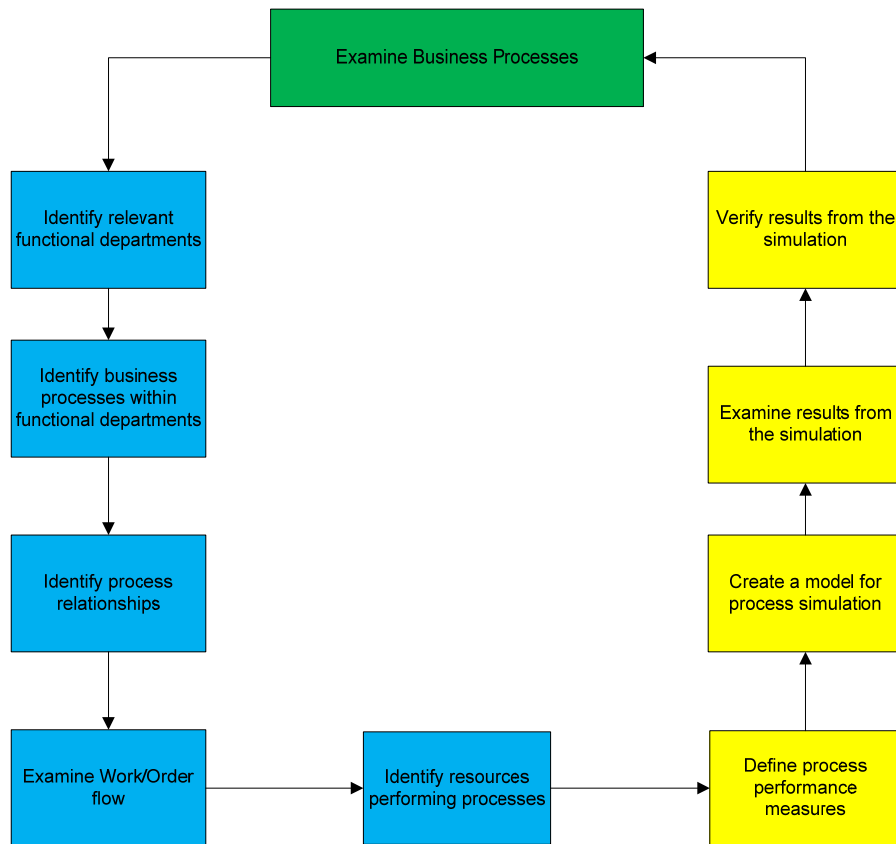 Examine Business Processes
Identify relevant
functional departments
Identify business
processes within
functional departments
Identify process
relationships
Examine Work/Order
flow
Identify resources
performing processes
Define process
performance
measures
Create a model for
process simulation
Examine results from
the simulation
Verify results from the
simulation